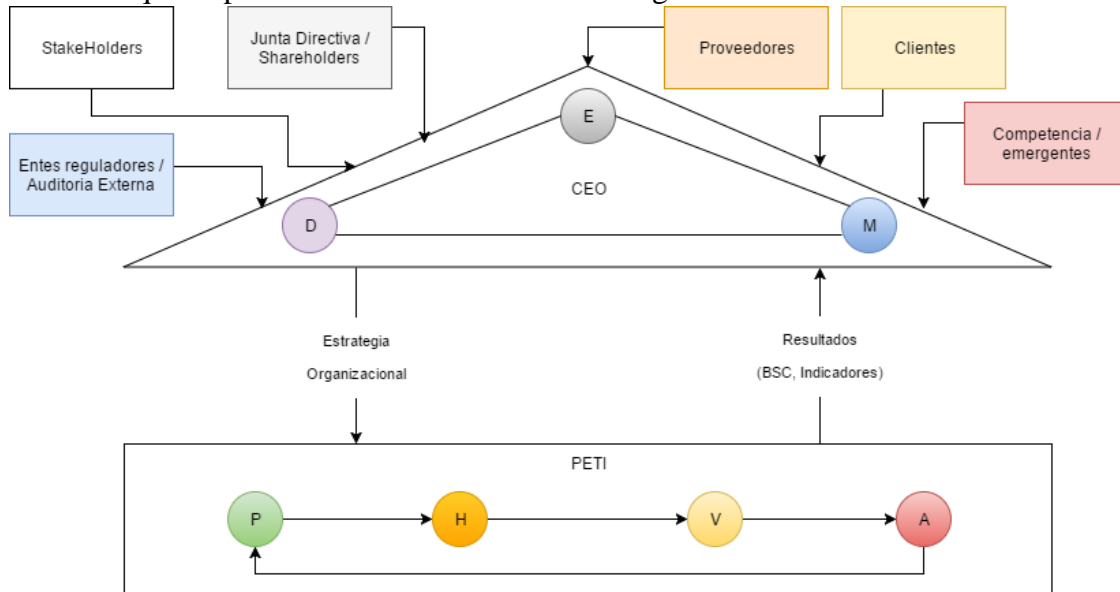 StakeHolders
Junta Directiva /
Shareholders
Proveedores
Clientes
Entes reguladores /
Auditoria Externa
Competencia /
emergentes
E
CEO
D
M
Estrategia
Organizacional
Resultados
(BSC, Indicadores)
PETI
P
H
V
A